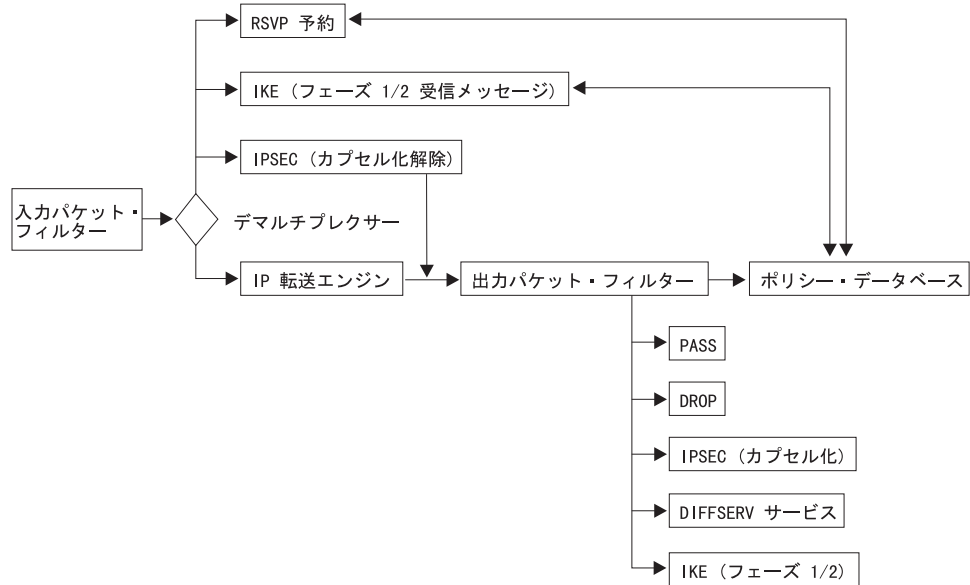 RSVP 予約
IKE (フェーズ 1/2 受信メッセージ)
IPSEC (カプセル化解除)
入力パケット・
フィルター
デマルチプレクサー
IP 転送エンジン
出力パケット・フィルター
ポリシー・データベース
PASS
DROP
IPSEC (カプセル化)
DIFFSERV サービス
IKE (フェーズ 1/2)